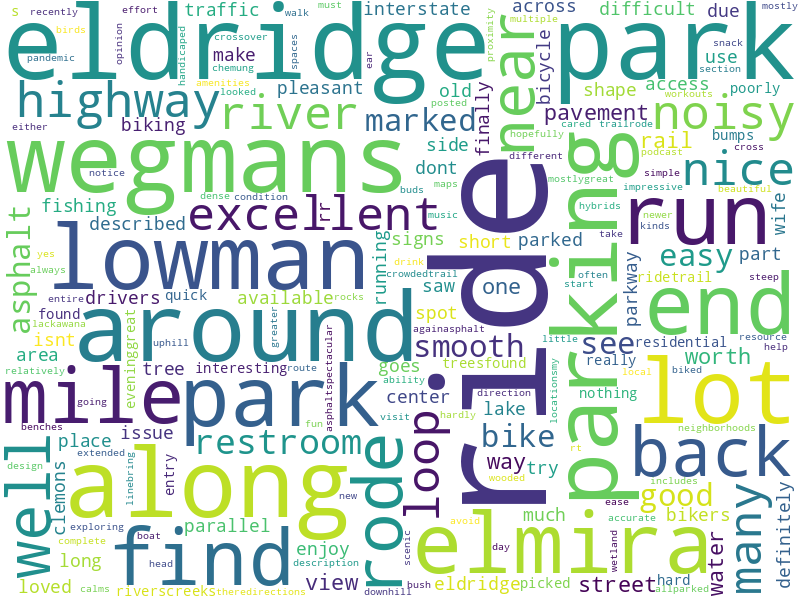 eldridge park
s
recently
effort
traffic
crossover
walk
must
interstate
across
difficult
due
mostly
birds
opinion
pandemic
chemung
make
handicaped
spaces
ear
proximity
multiple
snack
section
highway
river
amenities
looked
pleasant
old
posted
near
bicycle
use
shape
access
poorly
workouts
biking
marked
finally
pavement
noisy
either
side
different
cared
trailrode
rail
bumps
cross
wegmans
notice
dense
condition
dont
maps
hopefully
podcast
simple
nice
mostlygreat
impressive
beautiful
fishing
excellent
buds
music
ride
parking
hybrids
newer
kinds
run
wife
described
rr
signs
short
parked
take
asphalt
yes
always
lowman
running
drink
crowdedtrail
easy
part
often
ridetrail
steep
entire
drivers
quick
available
rocks
saw
one
start
parkway
end
found
lackawana
around
uphill
greater
spot
againasphalt
little
isnt
smooth
see
residential
resource
help
area
tree
interesting
route
treesfound
really
worth
relatively
eveninggreat
asphaltspectacular
goes
center
ability
direction
locationsmy
biked
mile
park
going
fun
visit
hardly
lake
nothing
local
lot
benches
issue
loop
bike
neighborhoods
well
place
restroom
rode
way
try
rt
back
design
clemons
extended
linebring
entry
along
new
wooded
includes
good
many
exploring
parallel
scenic
avoid
elmira
much
ease
accurate
bikers
definitely
complete
boat
enjoy
description
day
wetland
long
find
head
view
bush
eldridge
picked
street
hard
water
loved
calms
riverscreeks
theredirections
downhill
allparked